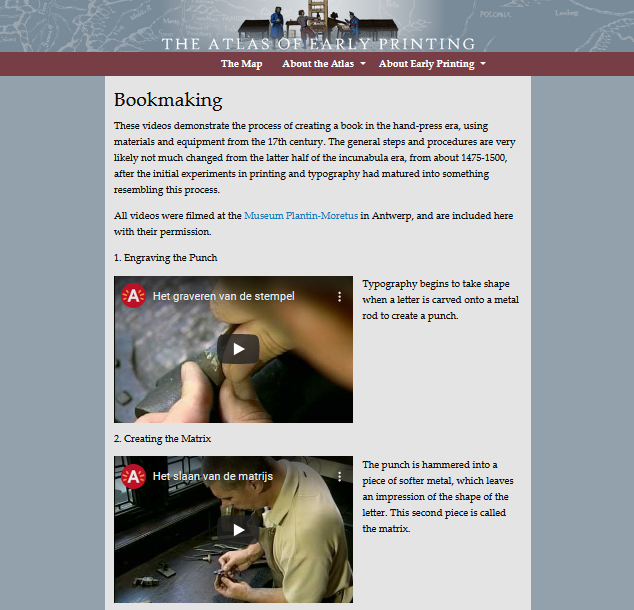 POLONIE
THE ATLAS OF EARLY PRINTING
The Map About the Atlas About Early Printing
Bookmaking
These videos demonstrate the process of creating a book in the hand-press era, using
materials and equipment from the 17th century. The general steps and procedures are very
likely not much changed from the latter half of the incunabula era, from about 1475-1500,
after the initial experiments in printing and typography had matured into something
resembling this process.
All videos were filmed at the Museum Plantin-Moretus in Antwerp, and are included here
with their permission.
1. Engraving the Punch
A Het graveren van de stempel
Typography begins to take shape
when a letter is carved onto a metal
rod to create a punch.
2. Creating the Matrix
A Het slaan van de matrijs
The punch is hammered into a
piece of softer metal, which leaves
an impression of the shape of the
letter. This second piece is called
the matrix.